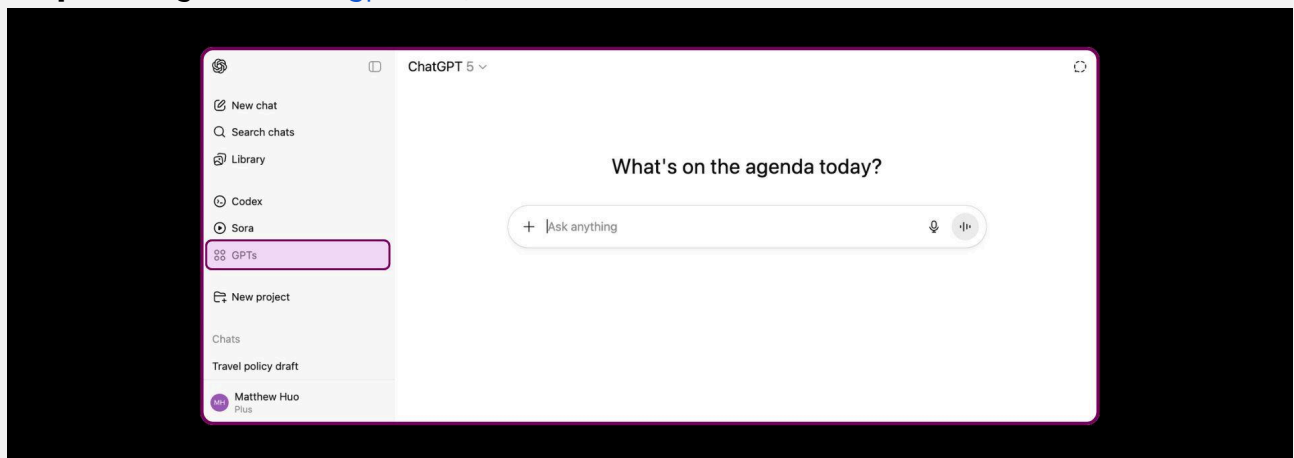 ChatGPT 5
New chat
Search chats
Library
Codex
Sora
GPTs
New project
Chats
Travel policy draft
MH
Matthew Huo
Plus
What's on the agenda today?
Ask anything